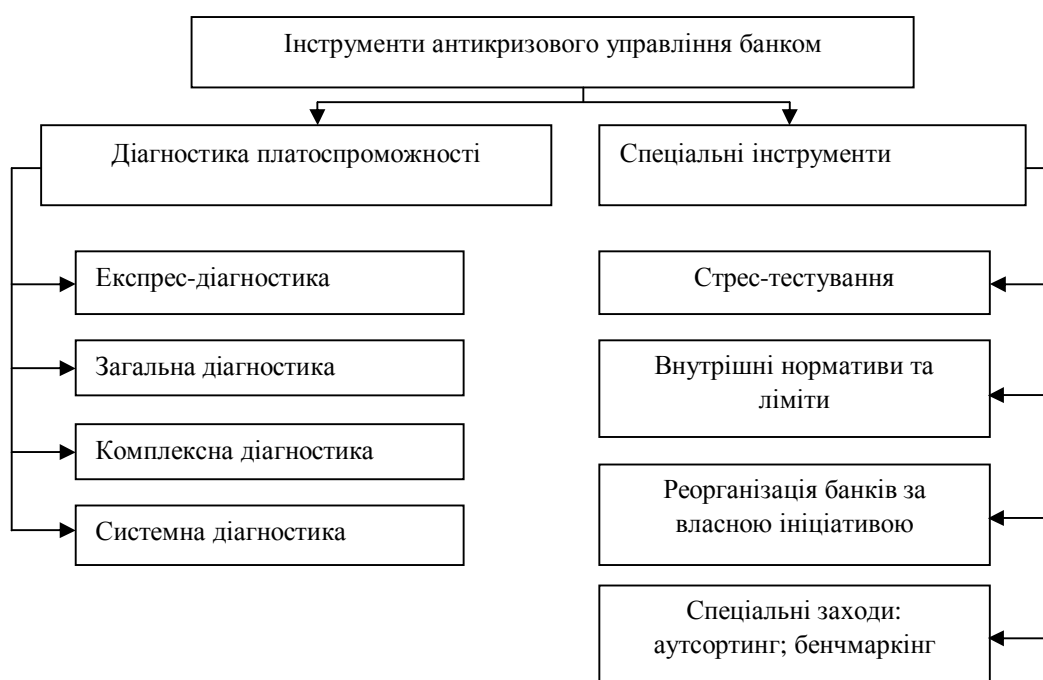 Інструменти антикризового управління банком
Діагностика платоспроможності
Спеціальні інструменти
Експрес-діагностика
Загальна діагностика
Комплексна діагностика
Системна діагностика
Стрес-тестування
Внутрішні нормативи та
ліміти
Реорганізація банків за
власною ініціативою
Спеціальні заходи:
аутсортинг; бенчмаркінг